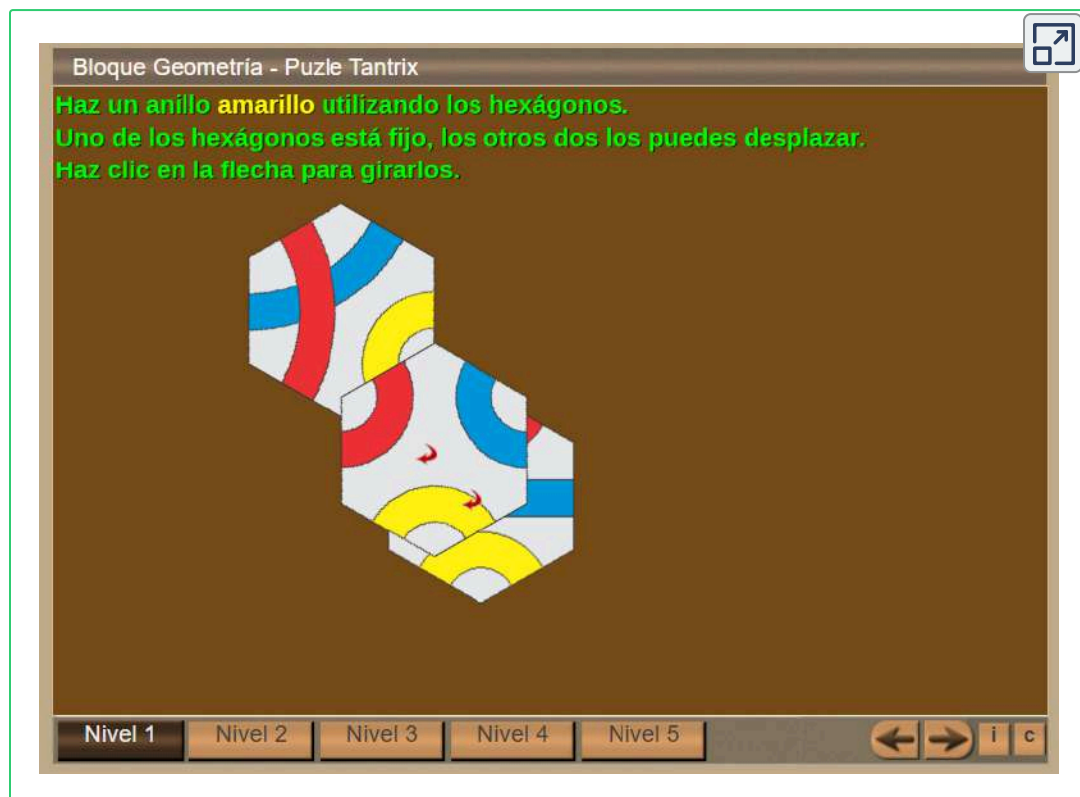 Bloque Geometría - Puzle Tantrix
Haz un anillo amarillo utilizando los hexágonos.
Uno de los hexágonos está fijo, los otros dos los puedes desplazar.
Haz clic en la flecha para girarlos.
Nivel 1 Nivel 2 Nivel 3 Nivel 4 Nivel 5 i c